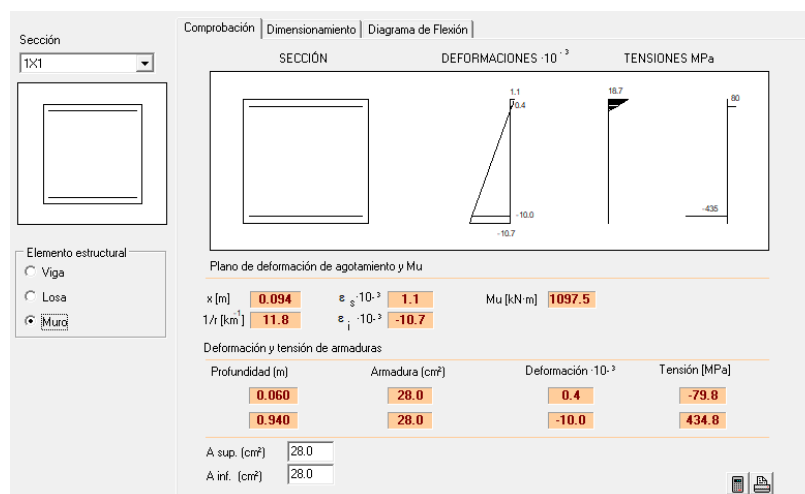 Comprobación Dimensionamiento Diagrama de Flexión
Sección
1X1
SECCIÓN DEFORMACIONES ·10⁻³ TENSIONES MPa
1.1 18.7
0.4 80
-10.0 -435
-10.7
Elemento estructural
Viga
Losa
Muro
Plano de deformación de agotamiento y Mu
x [m] 0.094 ε s ·10-³ 1.1 Mu [kN·m] 1097.5
1/r [km⁻¹] 11.8 ε i ·10-³ -10.7
Deformación y tensión de armaduras
Profundidad (m) Armadura (cm²) Deformación ·10-³ Tensión [MPa]
0.060 28.0 0.4 -79.8
0.940 28.0 -10.0 434.8
A sup. (cm²) 28.0
A inf. (cm²) 28.0